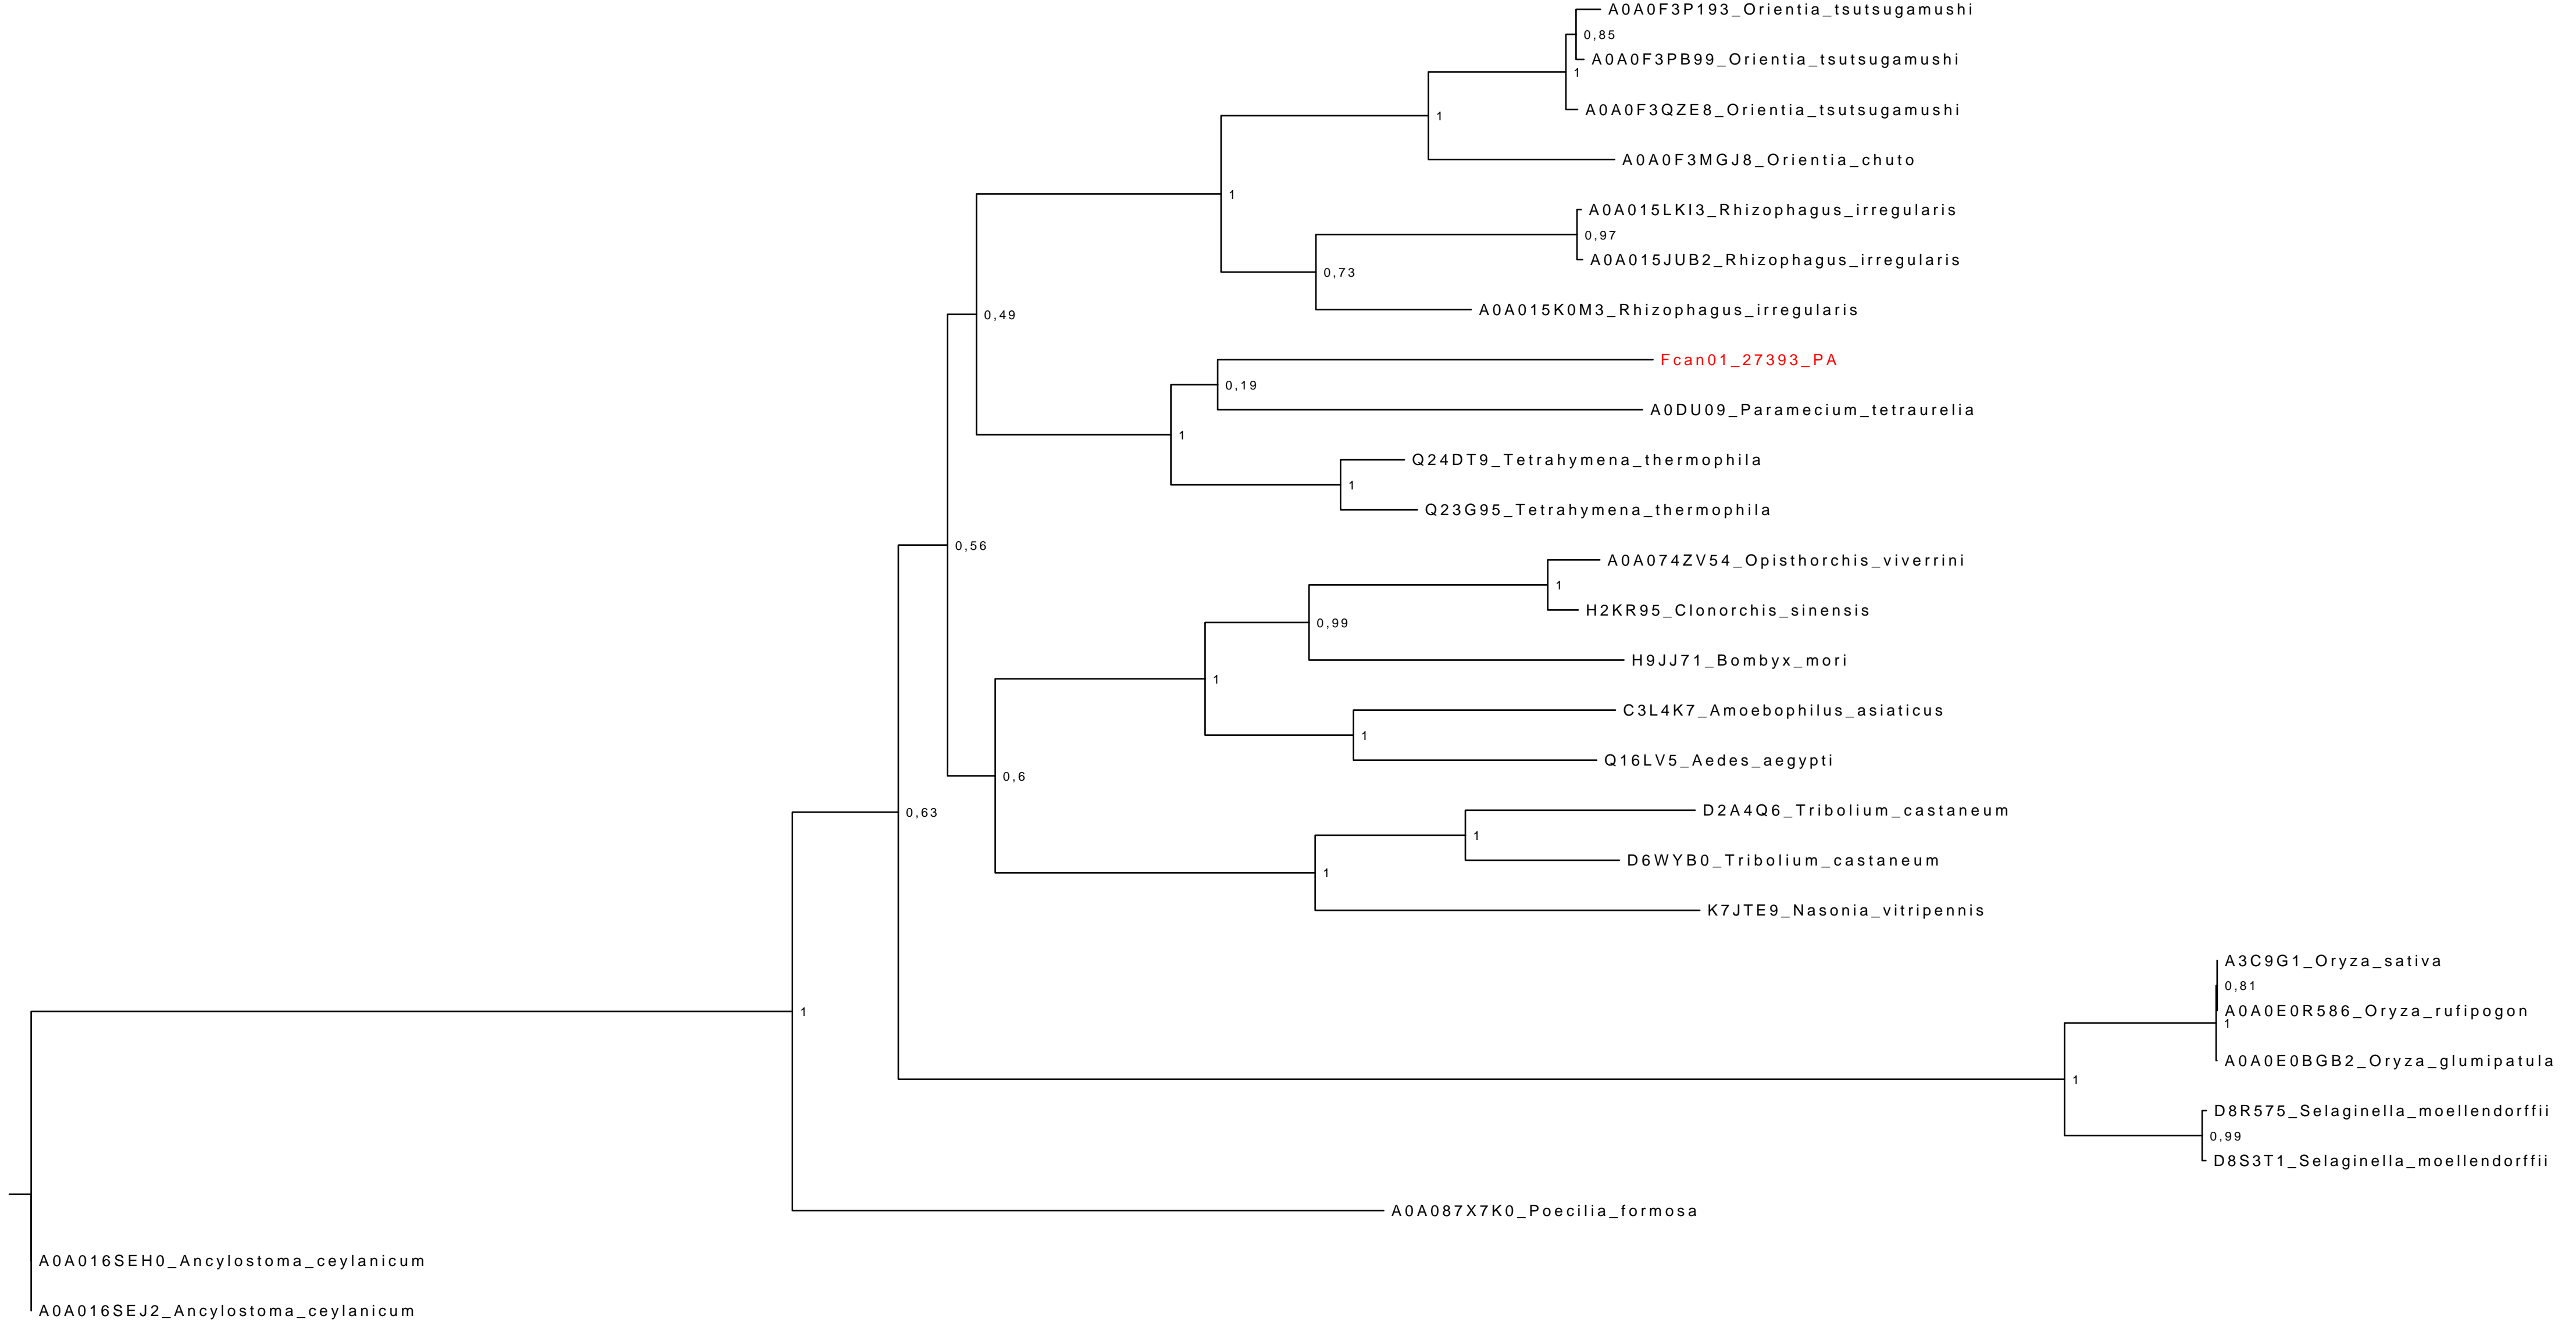 A0A0F3P193_Orientia_tsutsugamushi
0,85
A0A0F3PB99_Orientia_tsutsugamushi
1
A0A0F3QZE8_Orientia_tsutsugamushi
1
A0A0F3MGJ8_Orientia_chuto
1
A0A015LKI3_Rhizophagus_irregularis
0,97
A0A015JUB2_Rhizophagus_irregularis
0,73
A0A015K0M3_Rhizophagus_irregularis
0,49
Fcan01_27393_PA
0,19
A0DU09_Paramecium_tetraurelia
1
Q24DT9_Tetrahymena_thermophila
1
Q23G95_Tetrahymena_thermophila
0,56
A0A074ZV54_Opisthorchis_viverrini
1
H2KR95_Clonorchis_sinensis
0,99
H9JJ71_Bombyx_mori
1
C3L4K7_Amoebophilus_asiaticus
1
Q16LV5_Aedes_aegypti
0,6
D2A4Q6_Tribolium_castaneum
0,63
1
D6WYB0_Tribolium_castaneum
1
K7JTE9_Nasonia_vitripennis
A3C9G1_Oryza_sativa
0,81
A0A0E0R586_Oryza_rufipogon
1
1
A0A0E0BGB2_Oryza_glumipatula
1
D8R575_Selaginella_moellendorffii
0,99
D8S3T1_Selaginella_moellendorffii
A0A087X7K0_Poecilia_formosa
A0A016SEH0_Ancylostoma_ceylanicum
A0A016SEJ2_Ancylostoma_ceylanicum